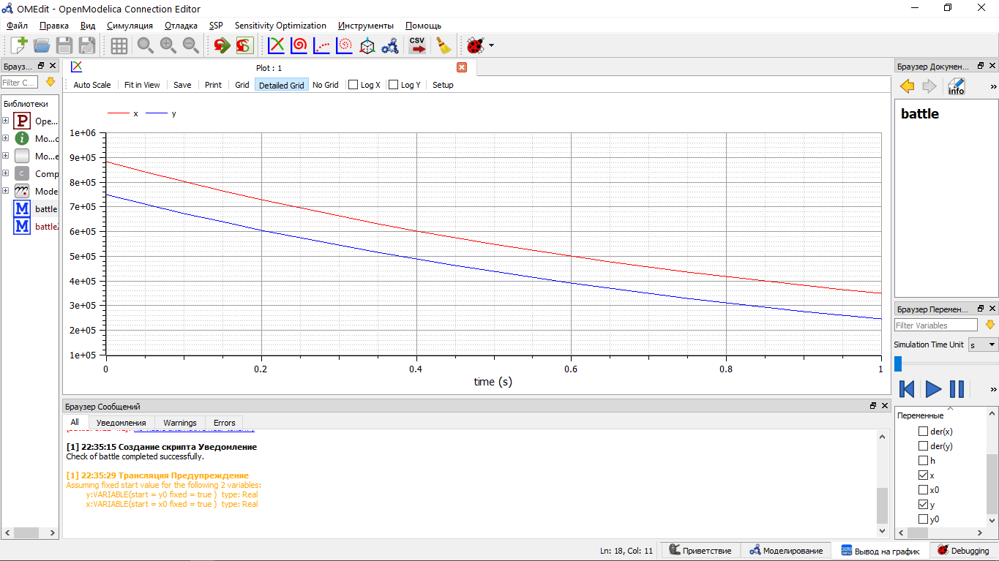 OMEdit - OpenModelica Connection Editor
Файл Правка Вид Симуляция Отладка SSP Sensitivity Optimization Инструменты Помощь
CSV
Брауз...
Filter C...
Библиотеки
P Ope...
i Mo...c
Mo...e
C Comp
Mode
M battle
M battle2
Plot : 1
Auto Scale Fit in View Save Print Grid Detailed Grid No Grid Log X Log Y Setup
x y
1e+06
9e+05
8e+05
7e+05
6e+05
5e+05
4e+05
3e+05
2e+05
1e+05
0 0.2 0.4 0.6 0.8 1
time (s)
Браузер Сообщений
All Уведомления Warnings Errors
[1] 22:35:15 Создание скрипта Уведомление
Check of battle completed successfully.
[1] 22:35:29 Трансляция Предупреждение
Assuming fixed start value for the following 2 variables:
y:VARIABLE(start = y0 fixed = true ) type: Real
x:VARIABLE(start = x0 fixed = true ) type: Real
Браузер Докумен...
info »
battle
Браузер Перемен...
Filter Variables
Simulation Time Unit s
»
Переменные
der(x)
der(y)
h
x
x0
y
y0
Ln: 18, Col: 11 Приветствие Моделирование Вывод на график Debugging